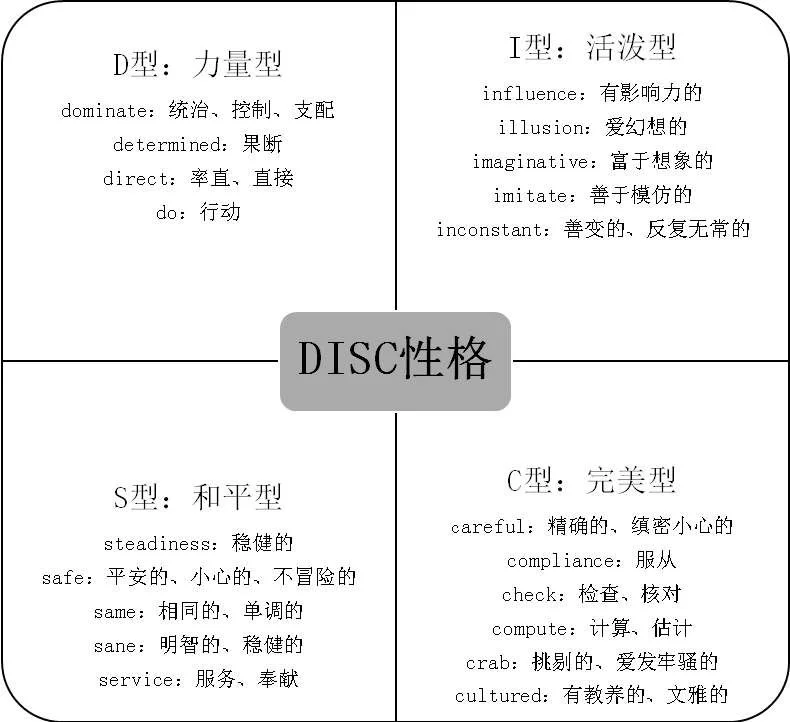 D型：力量型
dominate：统治、控制、支配
determined：果断
direct：率直、直接
do：行动
I型：活泼型
influence：有影响力的
illusion：爱幻想的
imaginative：富于想象的
imitate：善于模仿的
inconstant：善变的、反复无常的
DISC性格
S型：和平型
steadiness：稳健的
safe：平安的、小心的、不冒险的
same：相同的、单调的
sane：明智的、稳健的
service：服务、奉献
C型：完美型
careful：精确的、缜密小心的
compliance：服从
check：检查、核对
compute：计算、估计
crab：挑剔的、爱发牢骚的
cultured：有教养的、文雅的